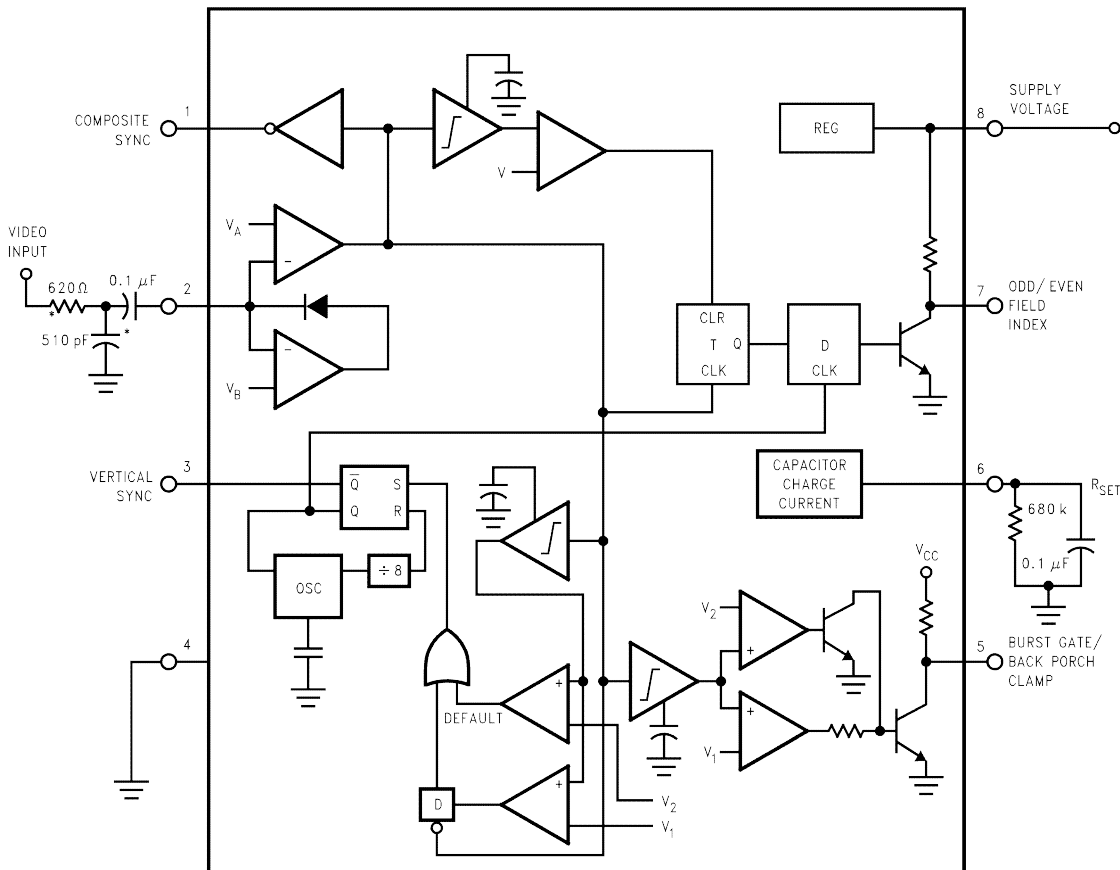 COMPOSITE
SYNC
1
V
REG
8
SUPPLY
VOLTAGE
VIDEO
INPUT
620Ω
*
0.1 µF
*
510 pF
2
V_A
−
−
V_B
CLR
T Q
CLK
D
CLK
7
ODD/EVEN
FIELD
INDEX
VERTICAL
SYNC
3
Q̅ S
Q R
OSC
÷ 8
CAPACITOR
CHARGE
CURRENT
6
R_SET
680 k
0.1 µF
4
DEFAULT
+
+
D
V_2
V_1
V_2
+
+
V_1
V_CC
5
BURST GATE/
BACK PORCH
CLAMP